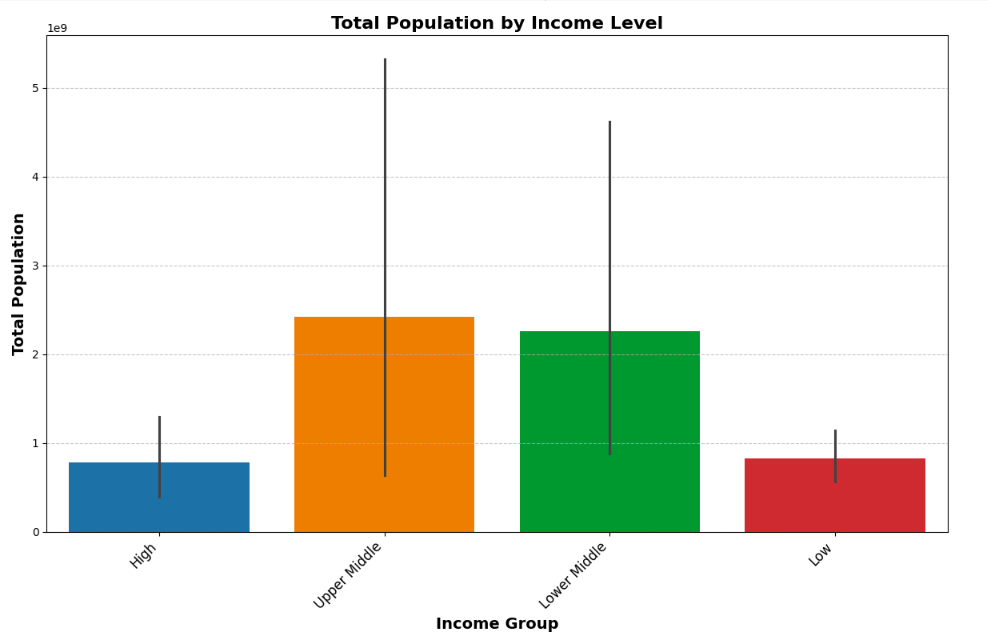 Total Population by Income Level
1e9
5
4
3
2
1
0
Total Population
High
Upper Middle
Lower Middle
Low
Income Group